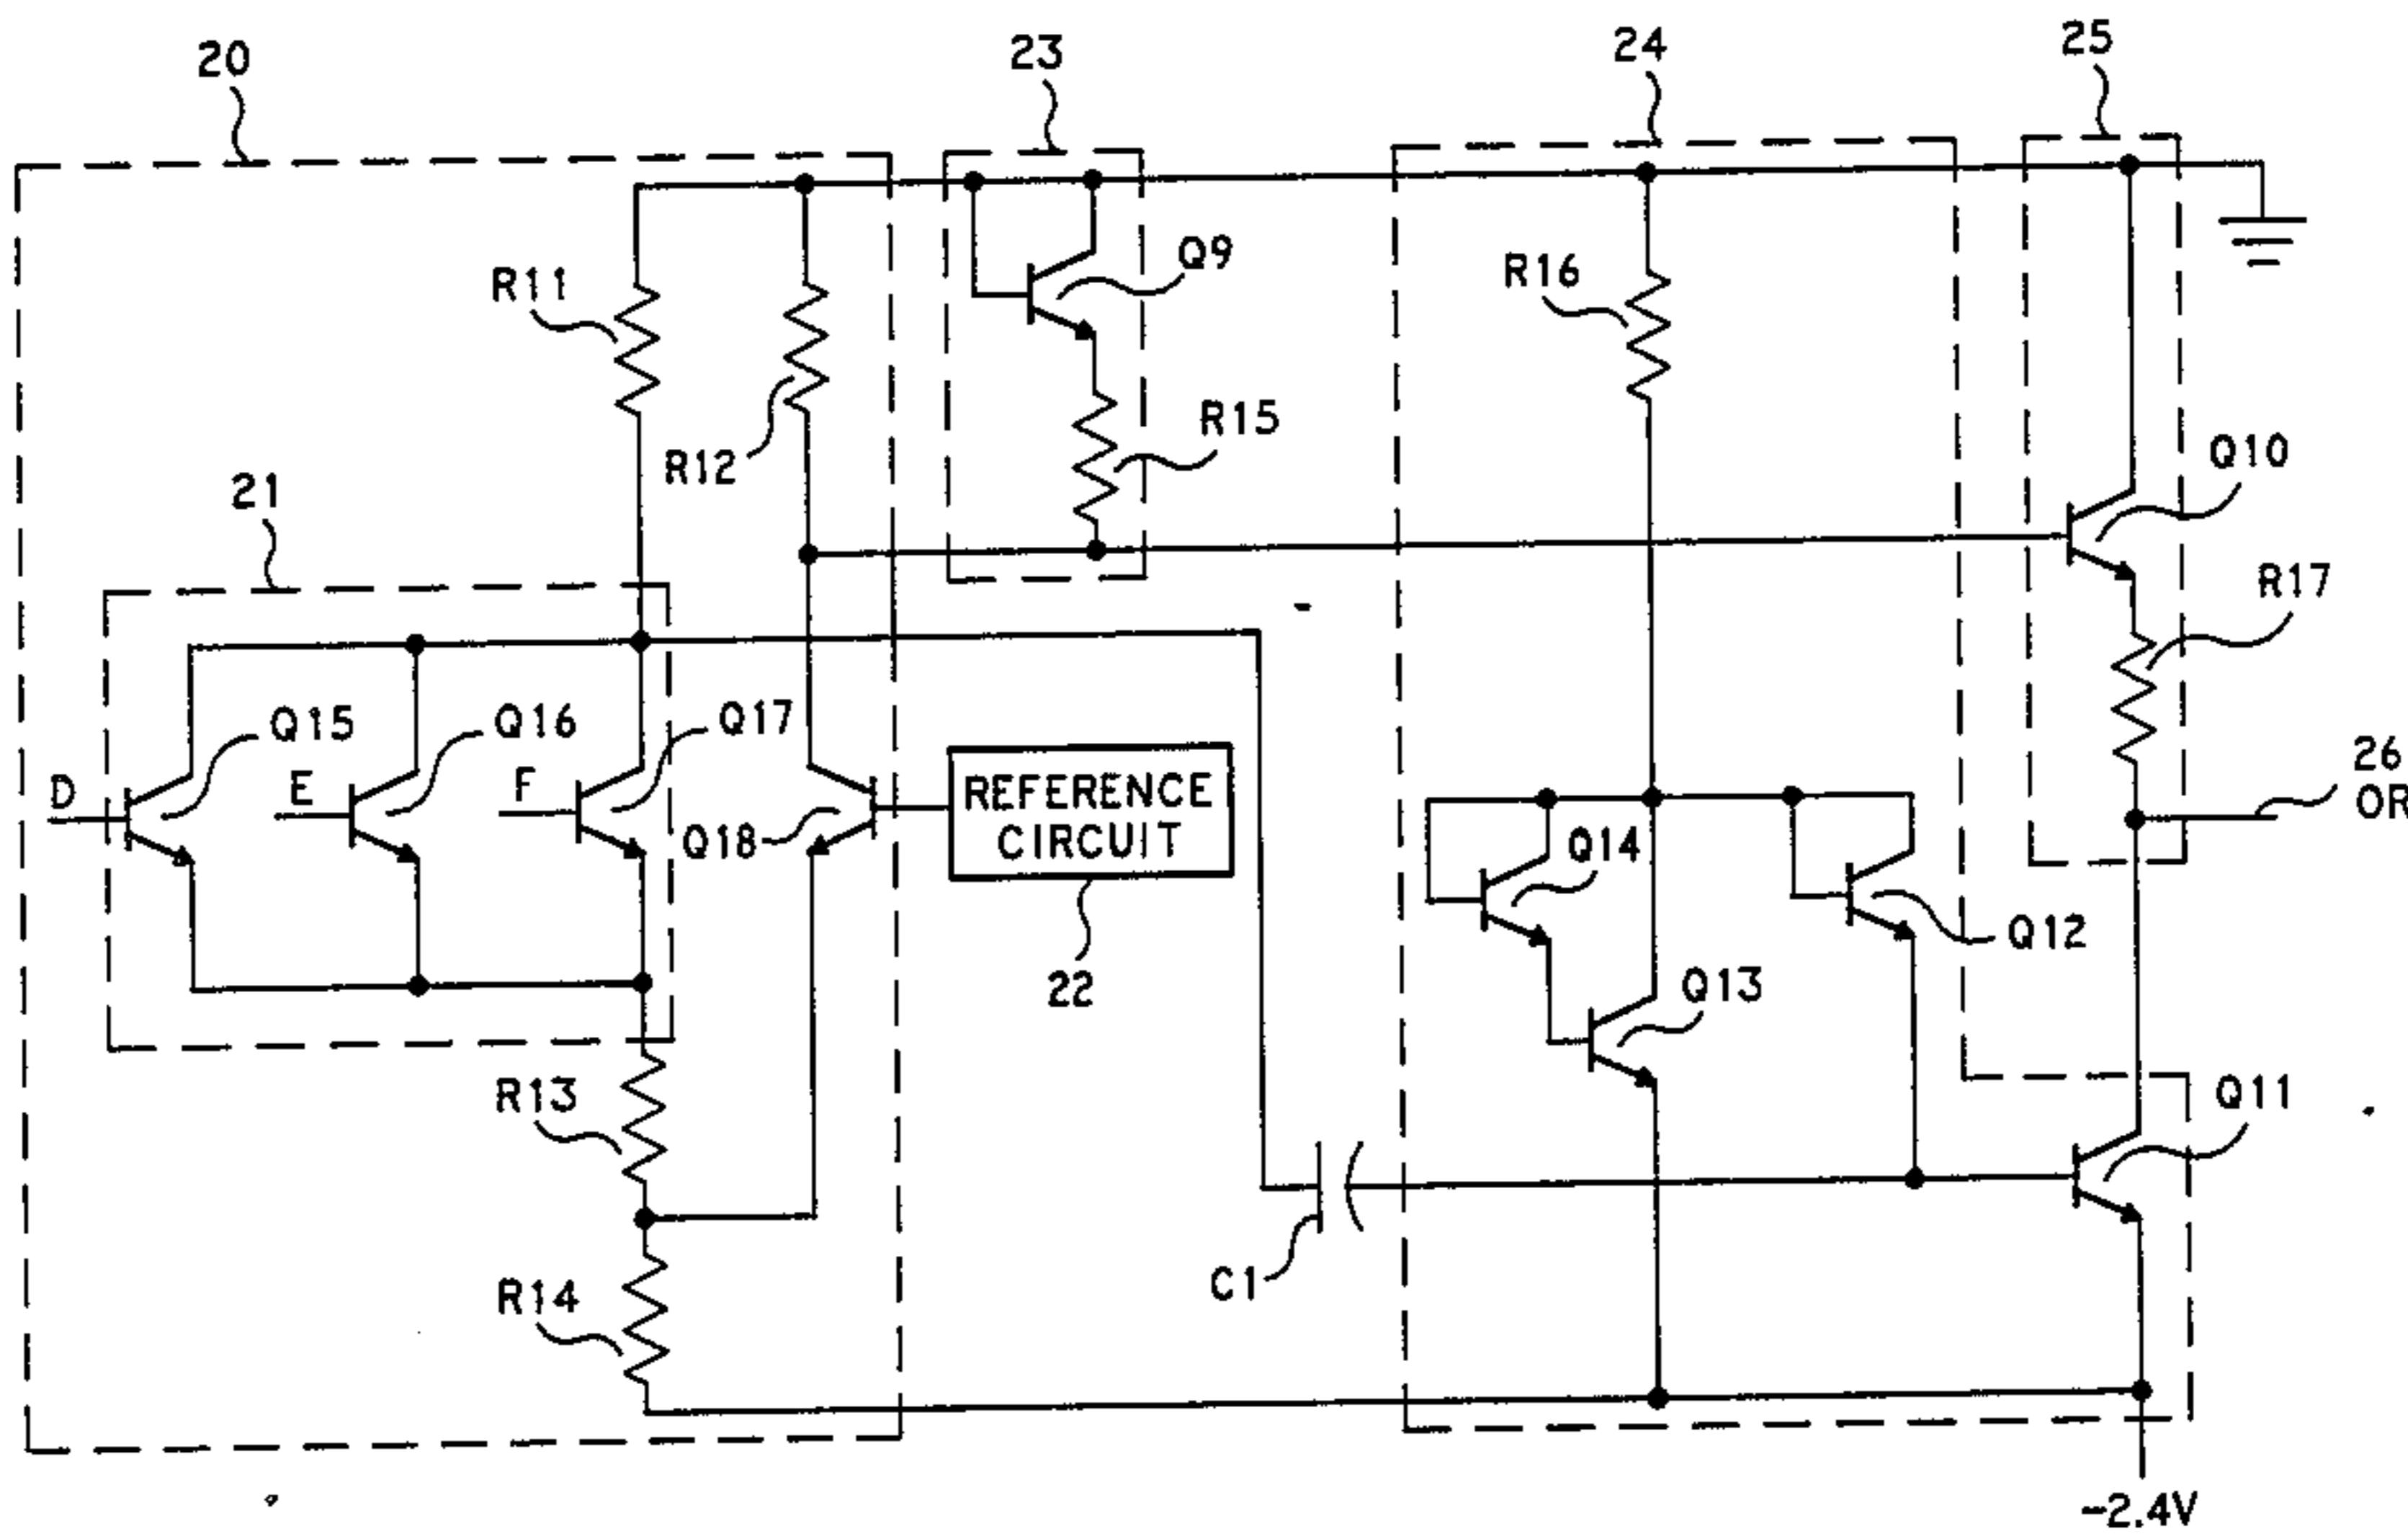 20
23
24
25
R11
Q9
R16
R12
R15
Q10
21
R17
Q15
Q16
Q17
D
E
F
Q18
REFERENCE
CIRCUIT
Q14
26
OR
Q12
22
Q13
R13
Q11
C1
R14
-2.4V